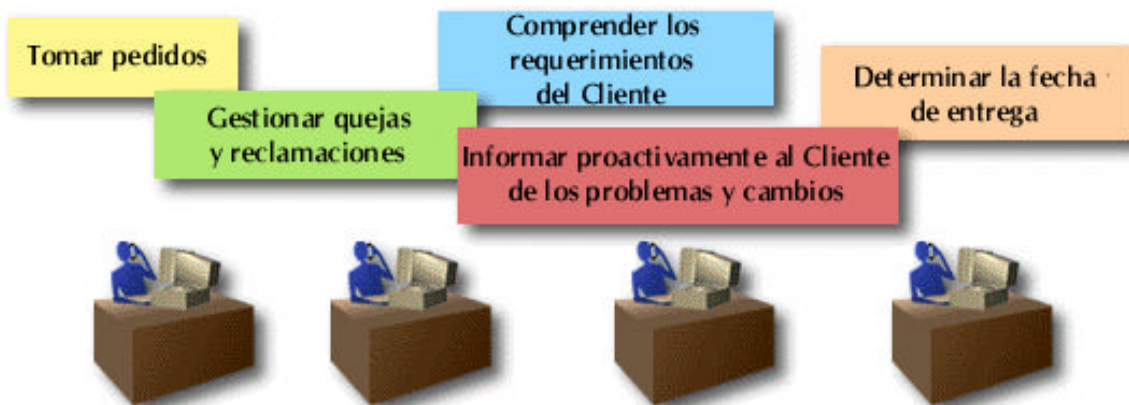 Tomar pedidos
Gestionar quejas
y reclamaciones
Comprender los
requerimientos
del Cliente
Informar proactivamente al Cliente
de los problemas y cambios
Determinar la fecha
de entrega